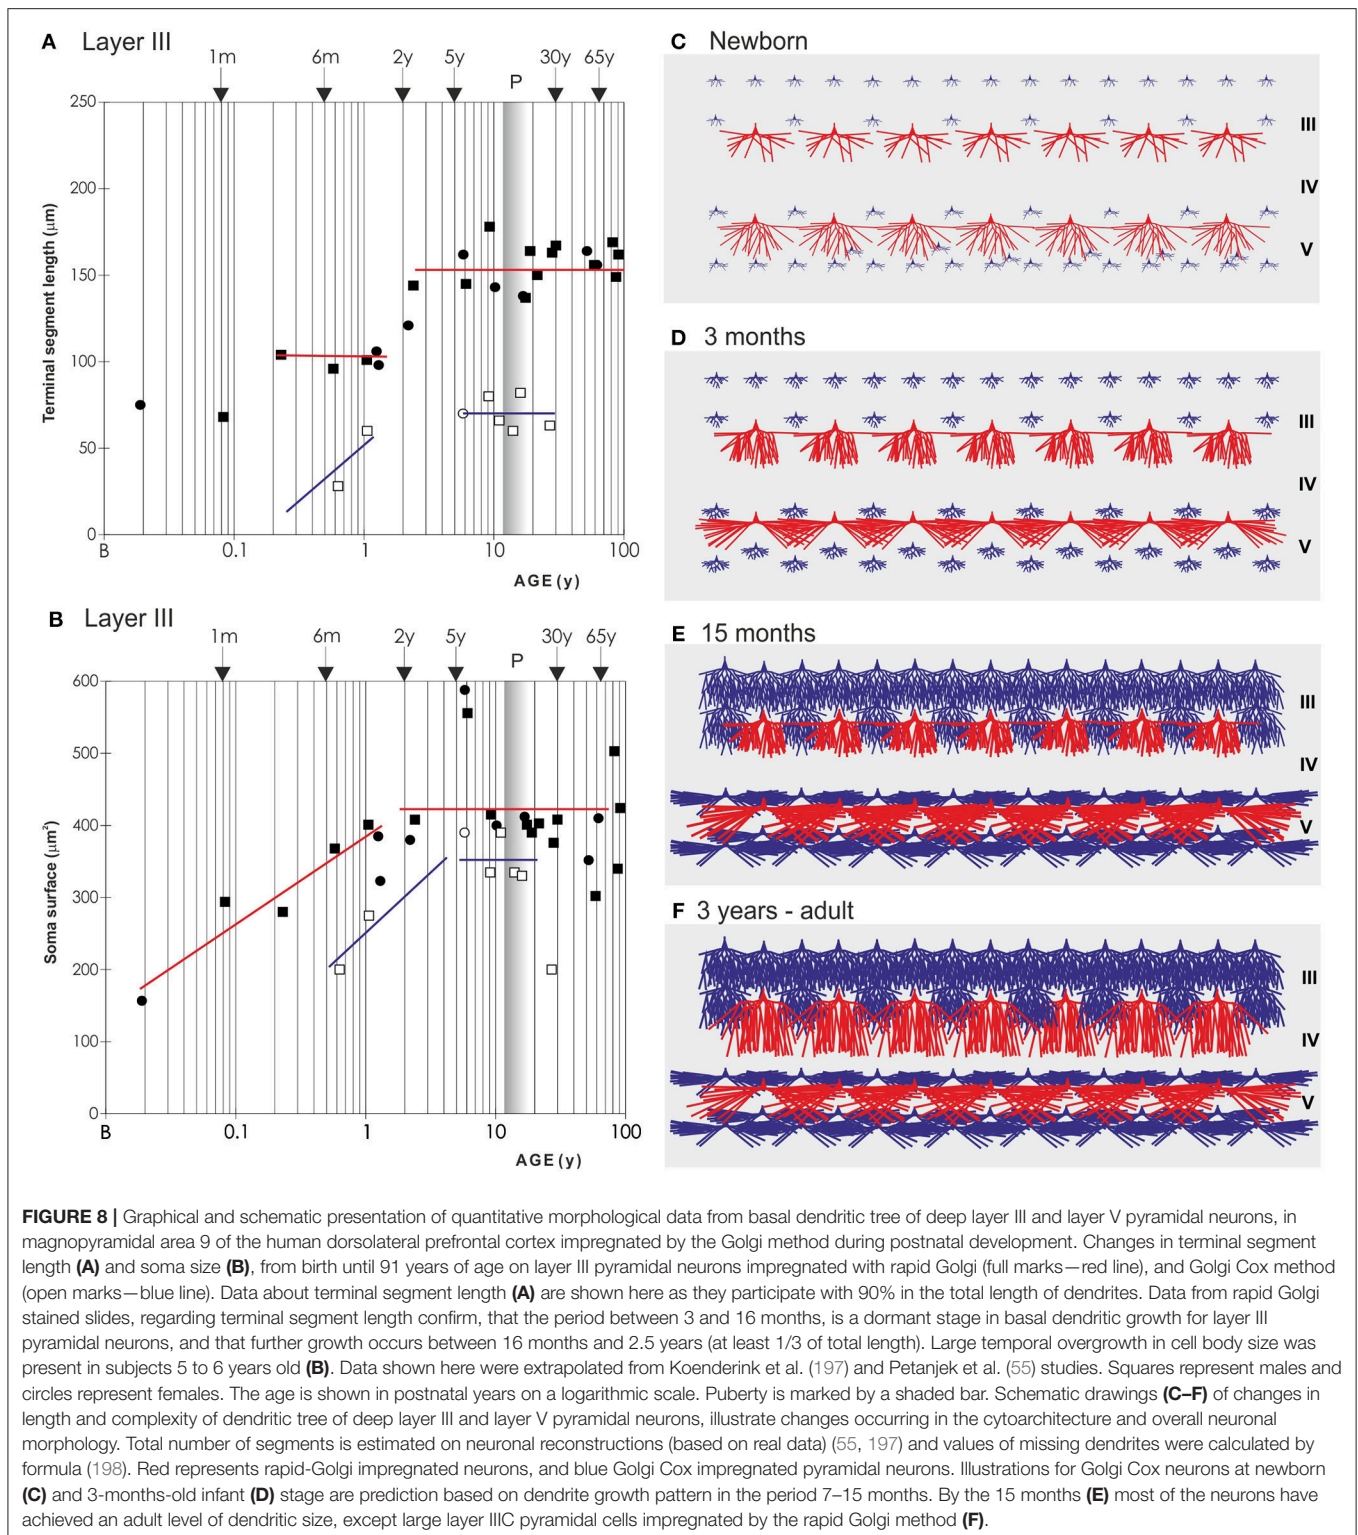 A Layer III
1m 6m 2y 5y P 30y 65y
250
200
150
100
50
0
Terminal segment length (μm)
B 0.1 1 10 100
AGE (y)
B Layer III
1m 6m 2y 5y P 30y 65y
600
500
400
300
200
100
0
Soma surface (μm²)
B 0.1 1 10 100
AGE (y)
C Newborn
III
IV
V
D 3 months
III
IV
V
E 15 months
III
IV
V
F 3 years - adult
III
IV
V
FIGURE 8 | Graphical and schematic presentation of quantitative morphological data from basal dendritic tree of deep layer III and layer V pyramidal neurons, in
magnopyramidal area 9 of the human dorsolateral prefrontal cortex impregnated by the Golgi method during postnatal development. Changes in terminal segment
length (A) and soma size (B), from birth until 91 years of age on layer III pyramidal neurons impregnated with rapid Golgi (full marks—red line), and Golgi Cox method
(open marks—blue line). Data about terminal segment length (A) are shown here as they participate with 90% in the total length of dendrites. Data from rapid Golgi
stained slides, regarding terminal segment length confirm, that the period between 3 and 16 months, is a dormant stage in basal dendritic growth for layer III
pyramidal neurons, and that further growth occurs between 16 months and 2.5 years (at least 1/3 of total length). Large temporal overgrowth in cell body size was
present in subjects 5 to 6 years old (B). Data shown here were extrapolated from Koenderink et al. (197) and Petanjek et al. (55) studies. Squares represent males and
circles represent females. The age is shown in postnatal years on a logarithmic scale. Puberty is marked by a shaded bar. Schematic drawings (C–F) of changes in
length and complexity of dendritic tree of deep layer III and layer V pyramidal neurons, illustrate changes occurring in the cytoarchitecture and overall neuronal
morphology. Total number of segments is estimated on neuronal reconstructions (based on real data) (55, 197) and values of missing dendrites were calculated by
formula (198). Red represents rapid-Golgi impregnated neurons, and blue Golgi Cox impregnated pyramidal neurons. Illustrations for Golgi Cox neurons at newborn
(C) and 3-months-old infant (D) stage are prediction based on dendrite growth pattern in the period 7–15 months. By the 15 months (E) most of the neurons have
achieved an adult level of dendritic size, except large layer IIIC pyramidal cells impregnated by the rapid Golgi method (F).